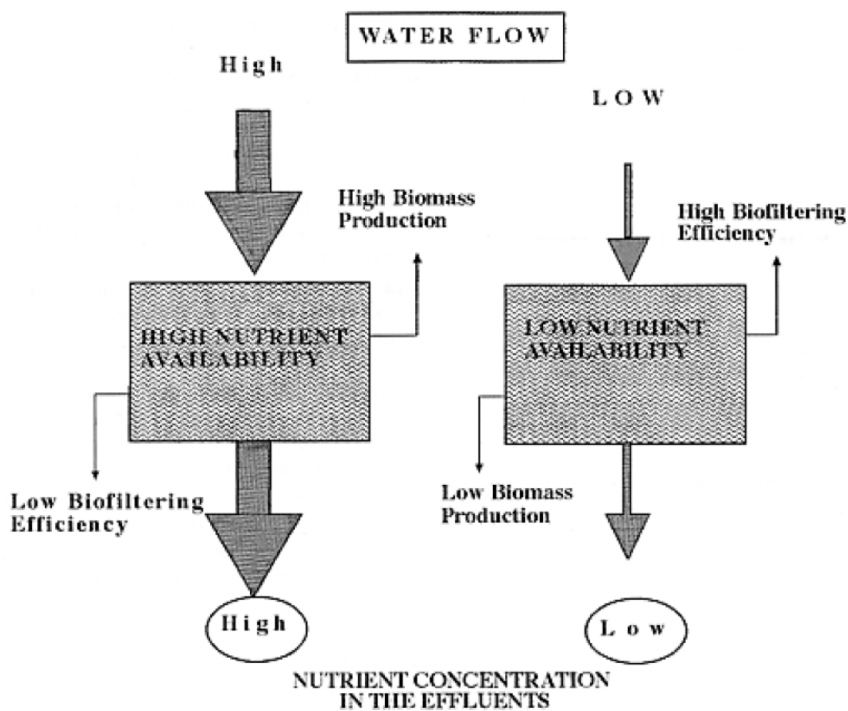 WATER FLOW
High
LOW
High Biomass
Production
High Biofiltering
Efficiency
HIGH NUTRIENT
AVAILABILITY
LOW NUTRIENT
AVAILABILITY
Low Biofiltering
Efficiency
Low Biomass
Production
High
Low
NUTRIENT CONCENTRATION
IN THE EFFLUENTS